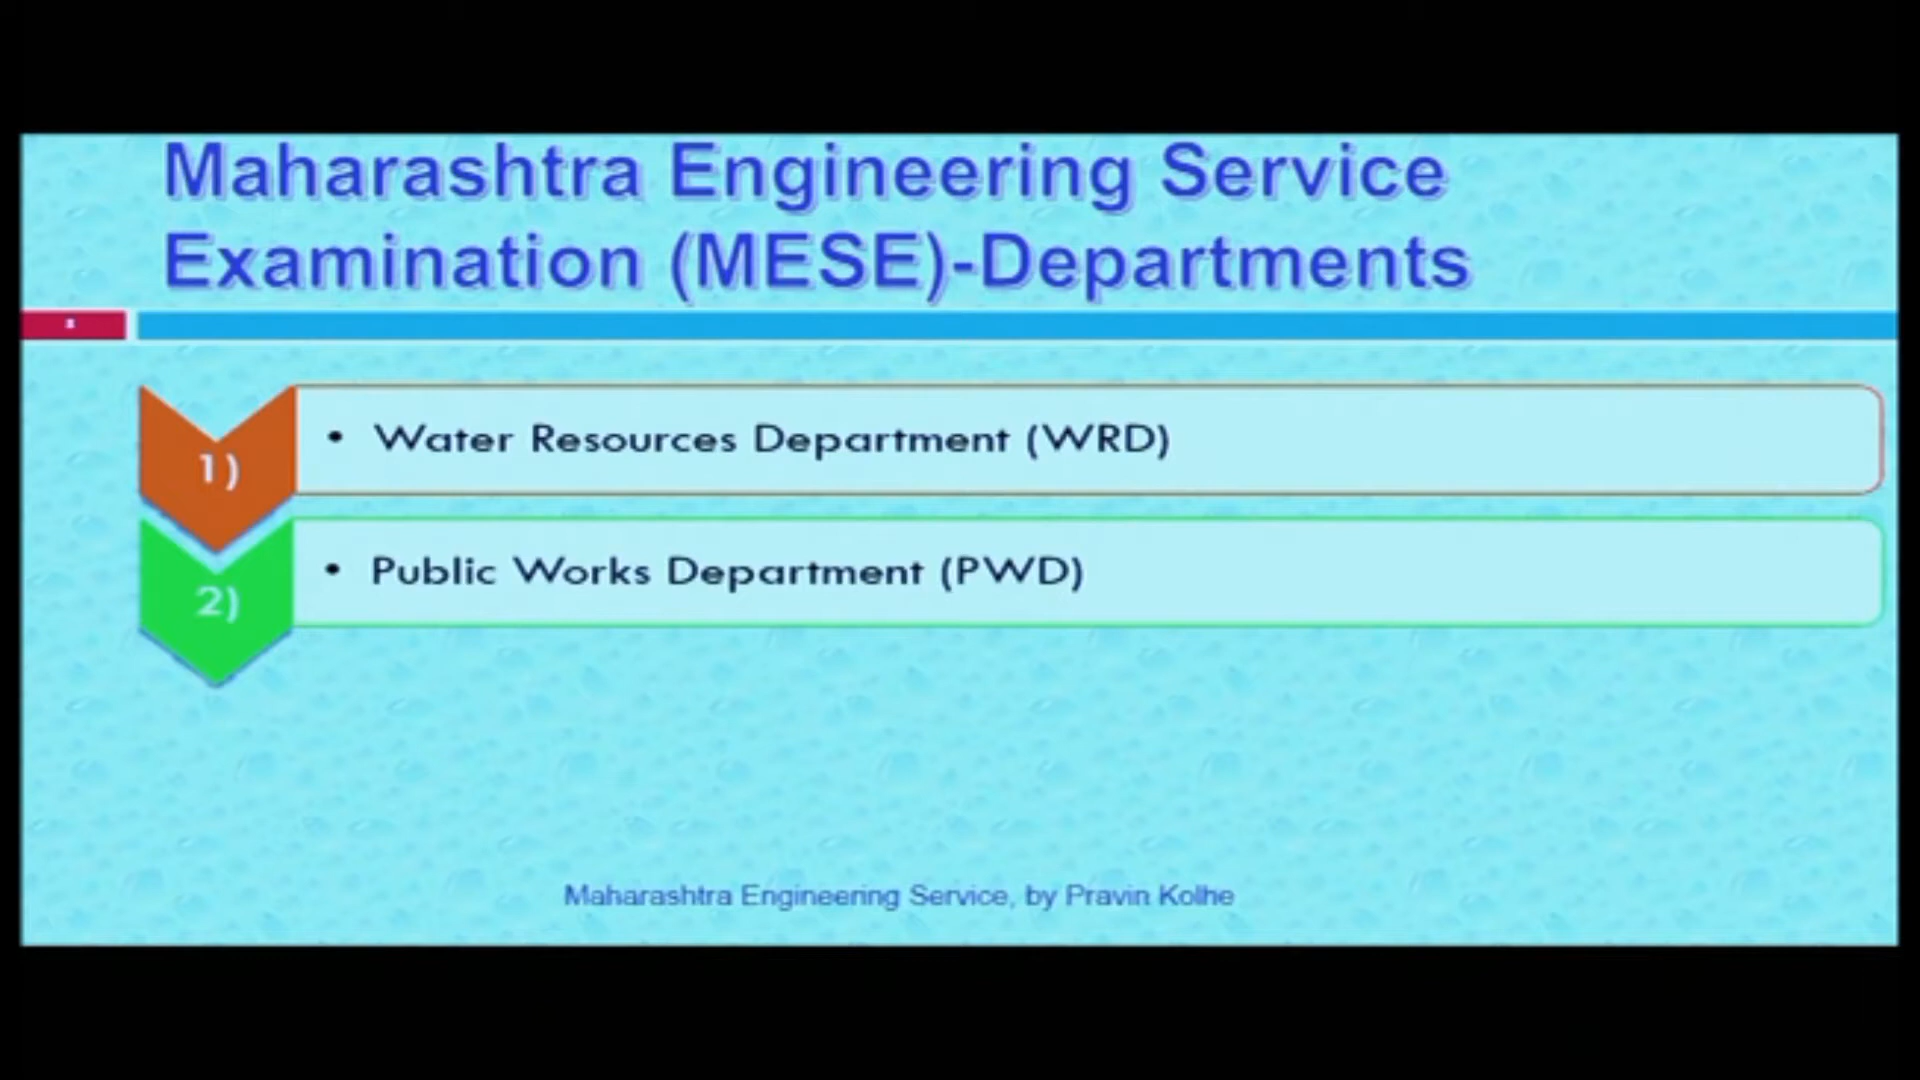 Maharashtra Engineering Service
Examination (MESE)-Departments
1)
• Water Resources Department (WRD)
2)
• Public Works Department (PWD)
Maharashtra Engineering Service, by Pravin Kolhe